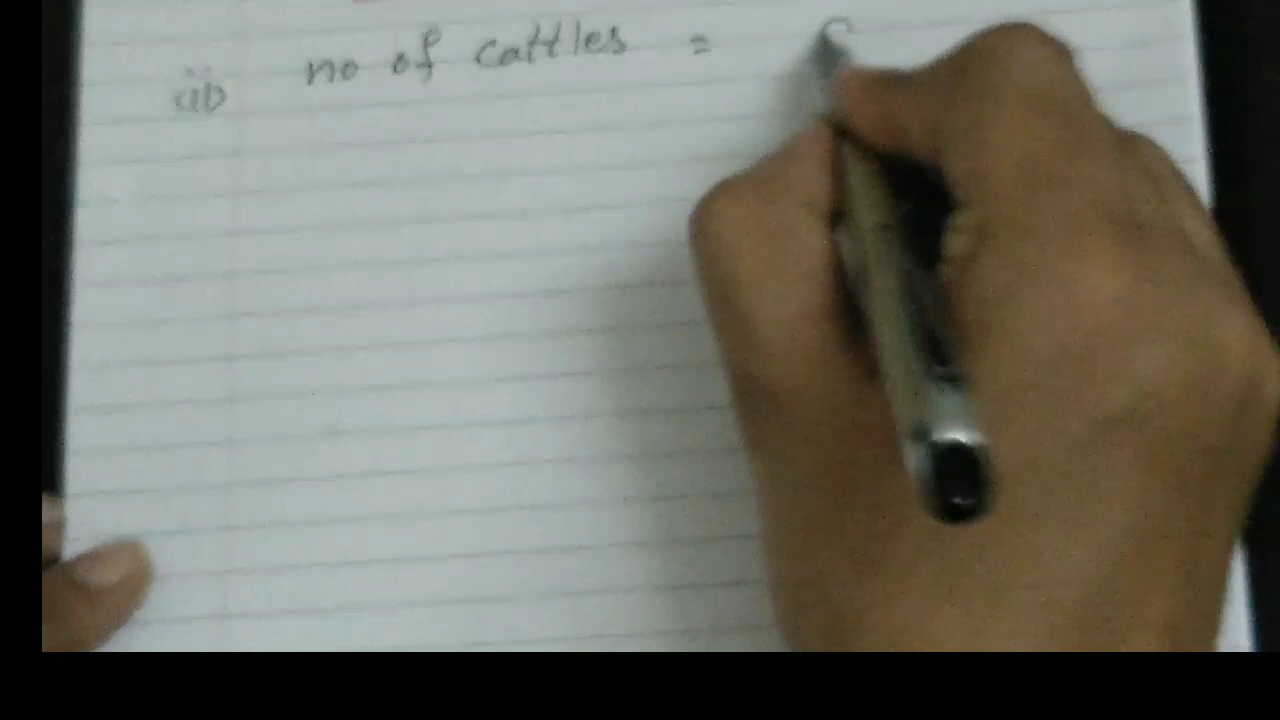 ii) no of cattles =